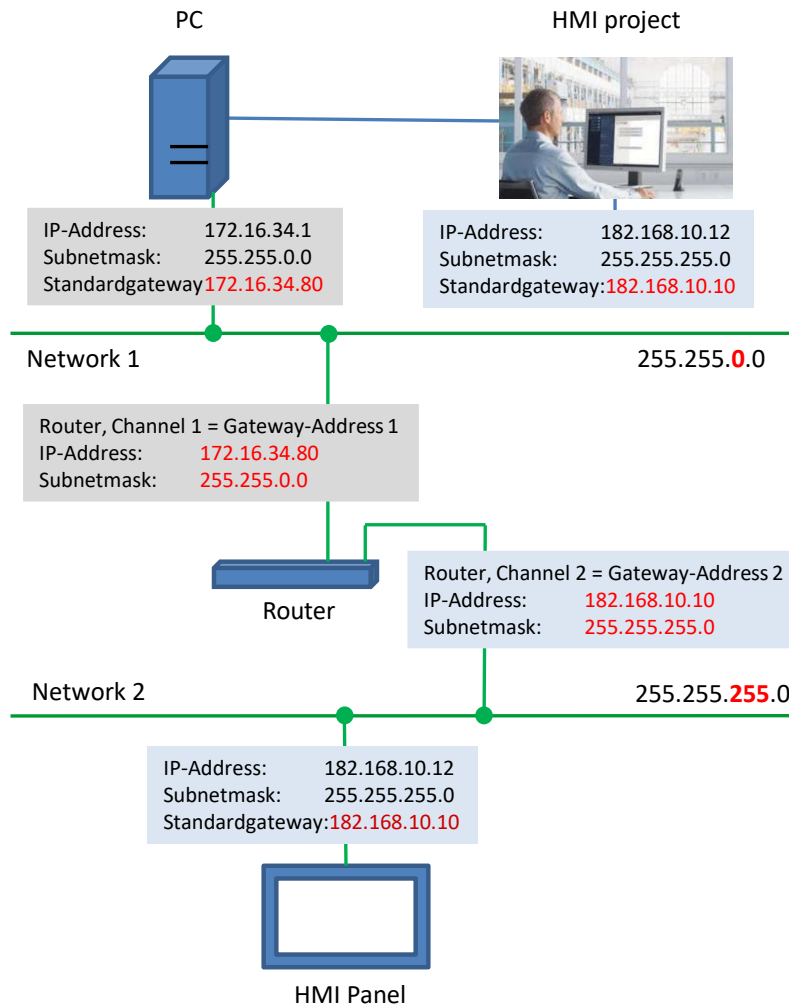 PC
HMI project
IP-Address: 172.16.34.1
Subnetmask: 255.255.0.0
Standardgateway 172.16.34.80
IP-Address: 182.168.10.12
Subnetmask: 255.255.255.0
Standardgateway:182.168.10.10
Network 1
255.255.0.0
Router, Channel 1 = Gateway-Address 1
IP-Address: 172.16.34.80
Subnetmask: 255.255.0.0
Router
Router, Channel 2 = Gateway-Address 2
IP-Address: 182.168.10.10
Subnetmask: 255.255.255.0
Network 2
255.255.255.0
IP-Address: 182.168.10.12
Subnetmask: 255.255.255.0
Standardgateway:182.168.10.10
HMI Panel